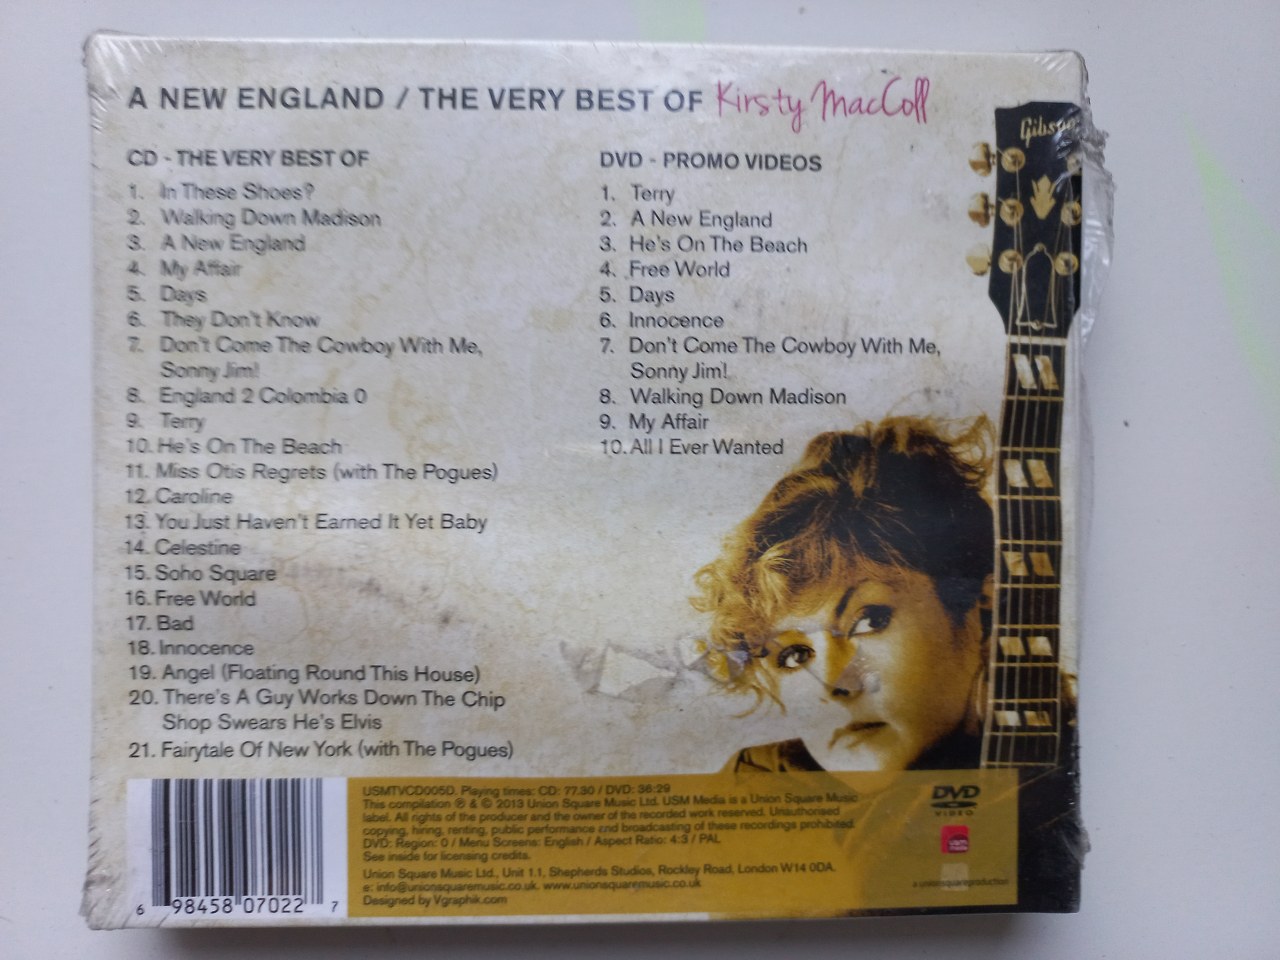 A NEW ENGLAND / THE VERY BEST OF Kirsty MacColl
CD - THE VERY BEST OF
1. In These Shoes?
2. Walking Down Madison
3. A New England
4. My Affair
5. Days
6. They Don't Know
7. Don't Come The Cowboy With Me,
Sonny Jim!
8. England 2 Colombia 0
9. Terry
10. He's On The Beach
11. Miss Otis Regrets (with The Pogues)
12. Caroline
13. You Just Haven't Earned It Yet Baby
14. Celestine
15. Soho Square
16. Free World
17. Bad
18. Innocence
19. Angel (Floating Round This House)
20. There's A Guy Works Down The Chip
Shop Swears He's Elvis
21. Fairytale Of New York (with The Pogues)
DVD - PROMO VIDEOS
1. Terry
2. A New England
3. He's On The Beach
4. Free World
5. Days
6. Innocence
7. Don't Come The Cowboy With Me,
Sonny Jim!
8. Walking Down Madison
9. My Affair
10. All I Ever Wanted
Gibson
6 98458 07022 7
USMTVCD005D. Playing times: CD: 77.30 / DVD: 36:29
This compilation ℗ & © 2013 Union Square Music Ltd. USM Media is a Union Square Music
label. All rights of the producer and the owner of the recorded work reserved. Unauthorised
copying, hiring, renting, public performance and broadcasting of these recordings prohibited.
DVD: Region: 0 / Menu Screens: English / Aspect Ratio: 4:3 / PAL
See inside for licensing credits.
Union Square Music Ltd., Unit 1.1, Shepherds Studios, Rockley Road, London W14 0DA.
e: info@unionsquaremusic.co.uk. www.unionsquaremusic.co.uk
Designed by Vgraphik.com
DVD
VIDEO
usm
media
a unionsquareproduction